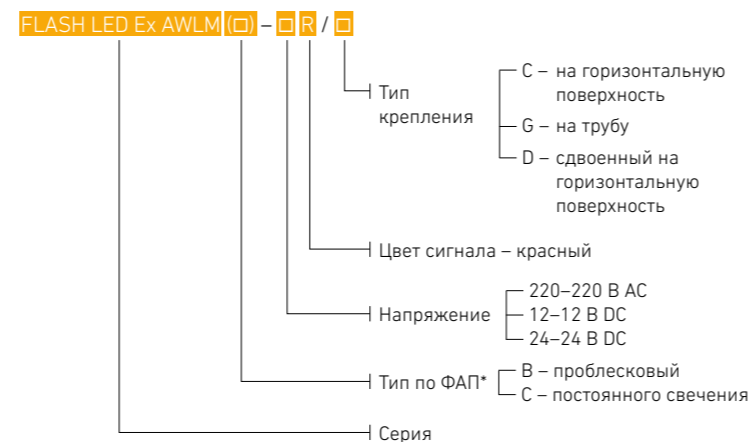 FLASH LED Ex AWLM (□) – □ R / □
Тип
крепления
C – на горизонтальную
поверхность
G – на трубу
D – сдвоенный на
горизонтальную
поверхность
Цвет сигнала – красный
Напряжение
220–220 В AC
12–12 В DC
24–24 В DC
Тип по ФАП*
B – проблесковый
C – постоянного свечения
Серия